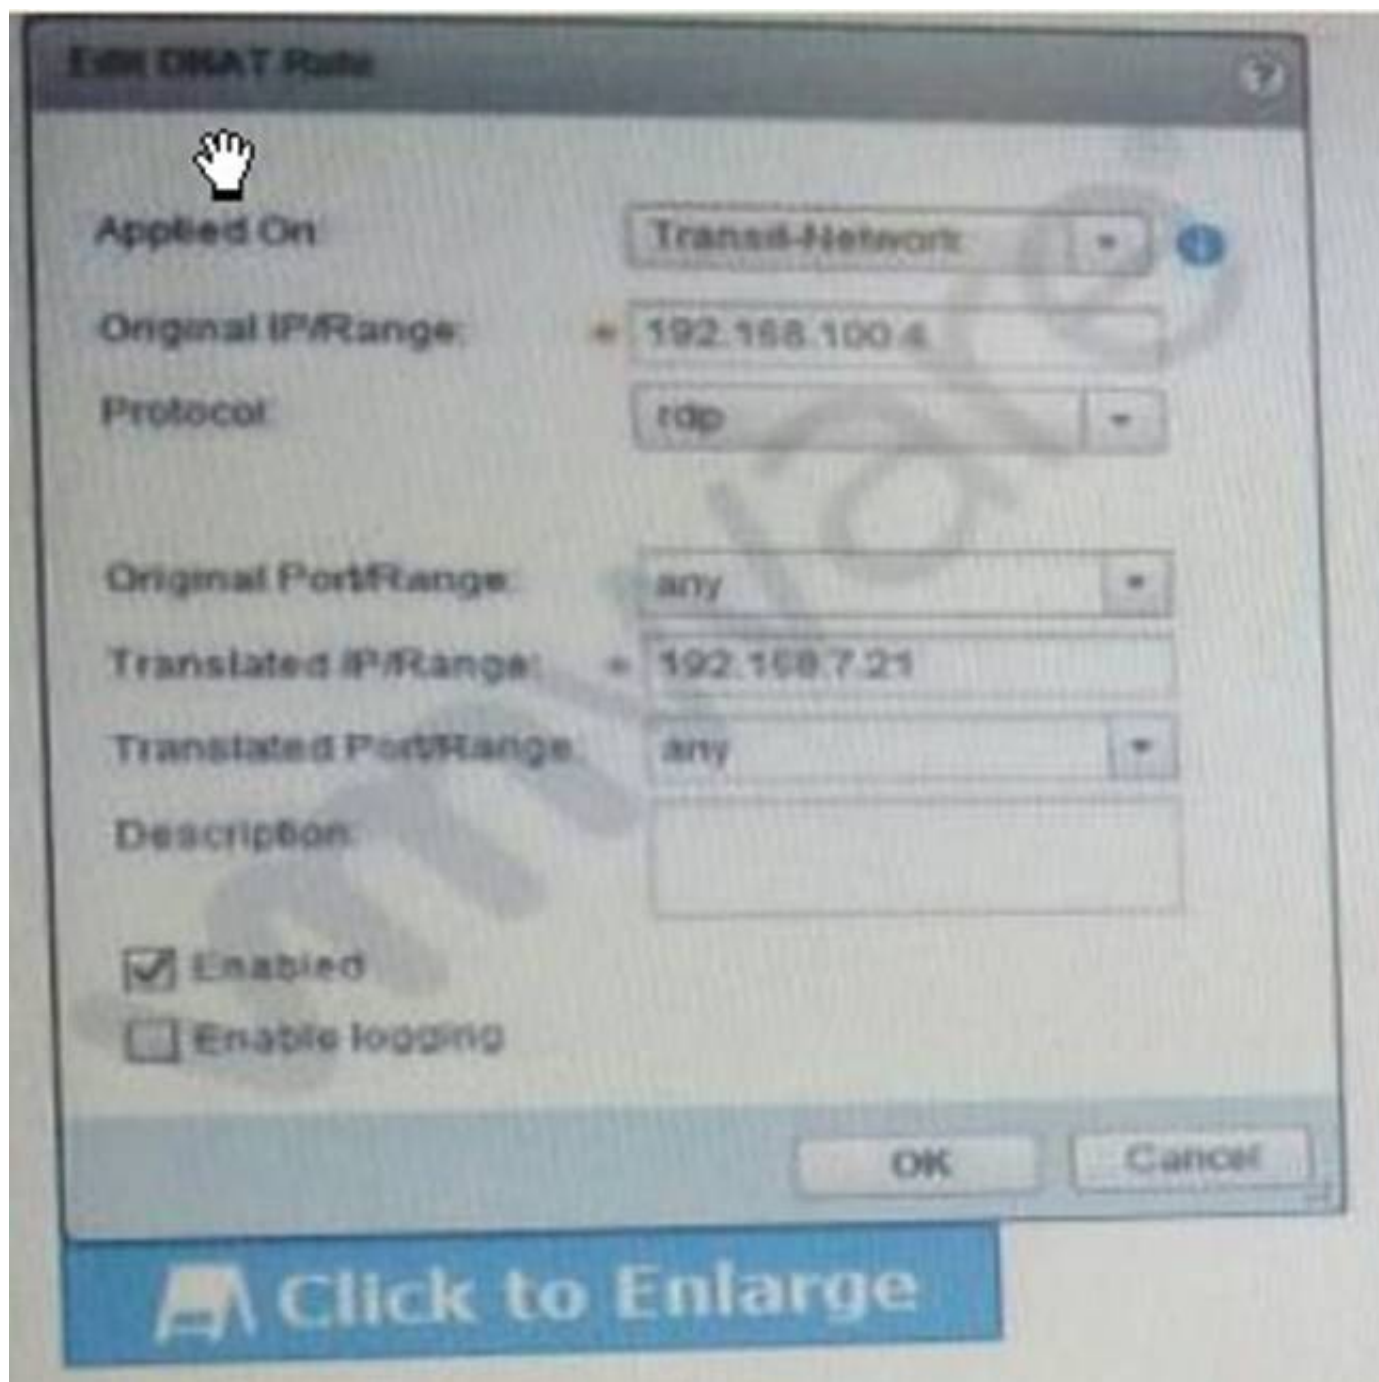 Edit DNAT Rule
Applied On: Transit-Network
Original IP/Range: * 192.168.100.4
Protocol: rdp
Original Port/Range: any
Translated IP/Range: * 192.168.7.21
Translated Port/Range: any
Description:
Enabled
Enable logging
OK Cancel
Click to Enlarge